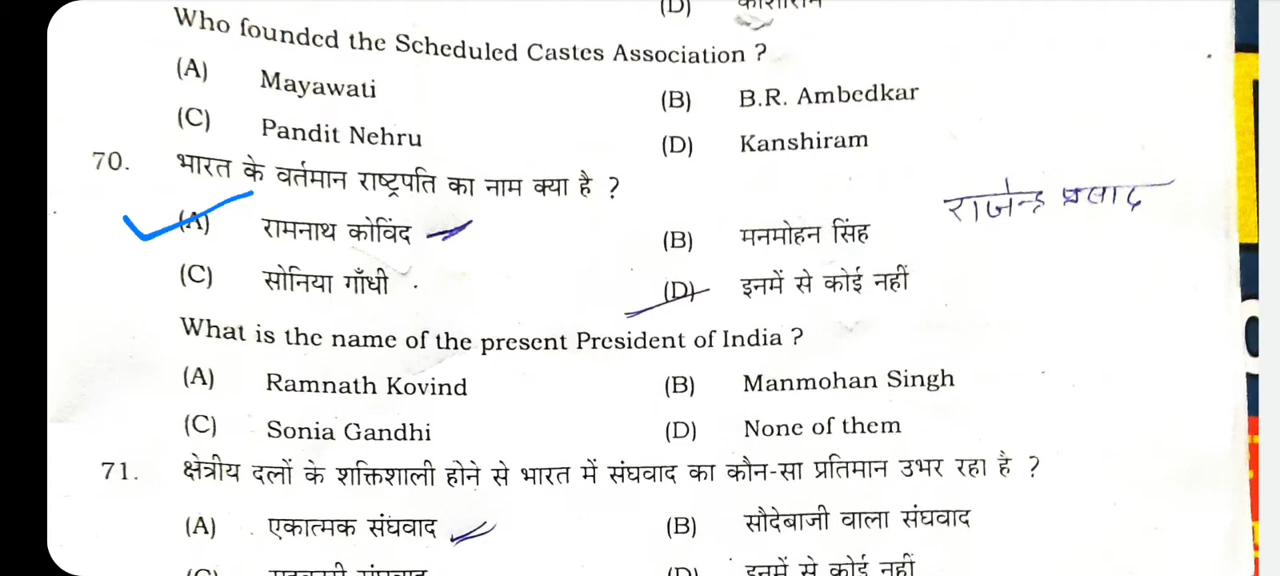 (D) कांशीराम
Who founded the Scheduled Castes Association ?
(A) Mayawati (B) B.R. Ambedkar
(C) Pandit Nehru (D) Kanshiram
70. भारत के वर्तमान राष्ट्रपति का नाम क्या है ?
राजेन्द्र प्रसाद
(A) रामनाथ कोविंद (B) मनमोहन सिंह
(C) सोनिया गाँधी (D) इनमें से कोई नहीं
What is the name of the present President of India ?
(A) Ramnath Kovind (B) Manmohan Singh
(C) Sonia Gandhi (D) None of them
71. क्षेत्रीय दलों के शक्तिशाली होने से भारत में संघवाद का कौन-सा प्रतिमान उभर रहा है ?
(A) एकात्मक संघवाद (B) सौदेबाजी वाला संघवाद
(C) (D) इनमें से कोई नहीं